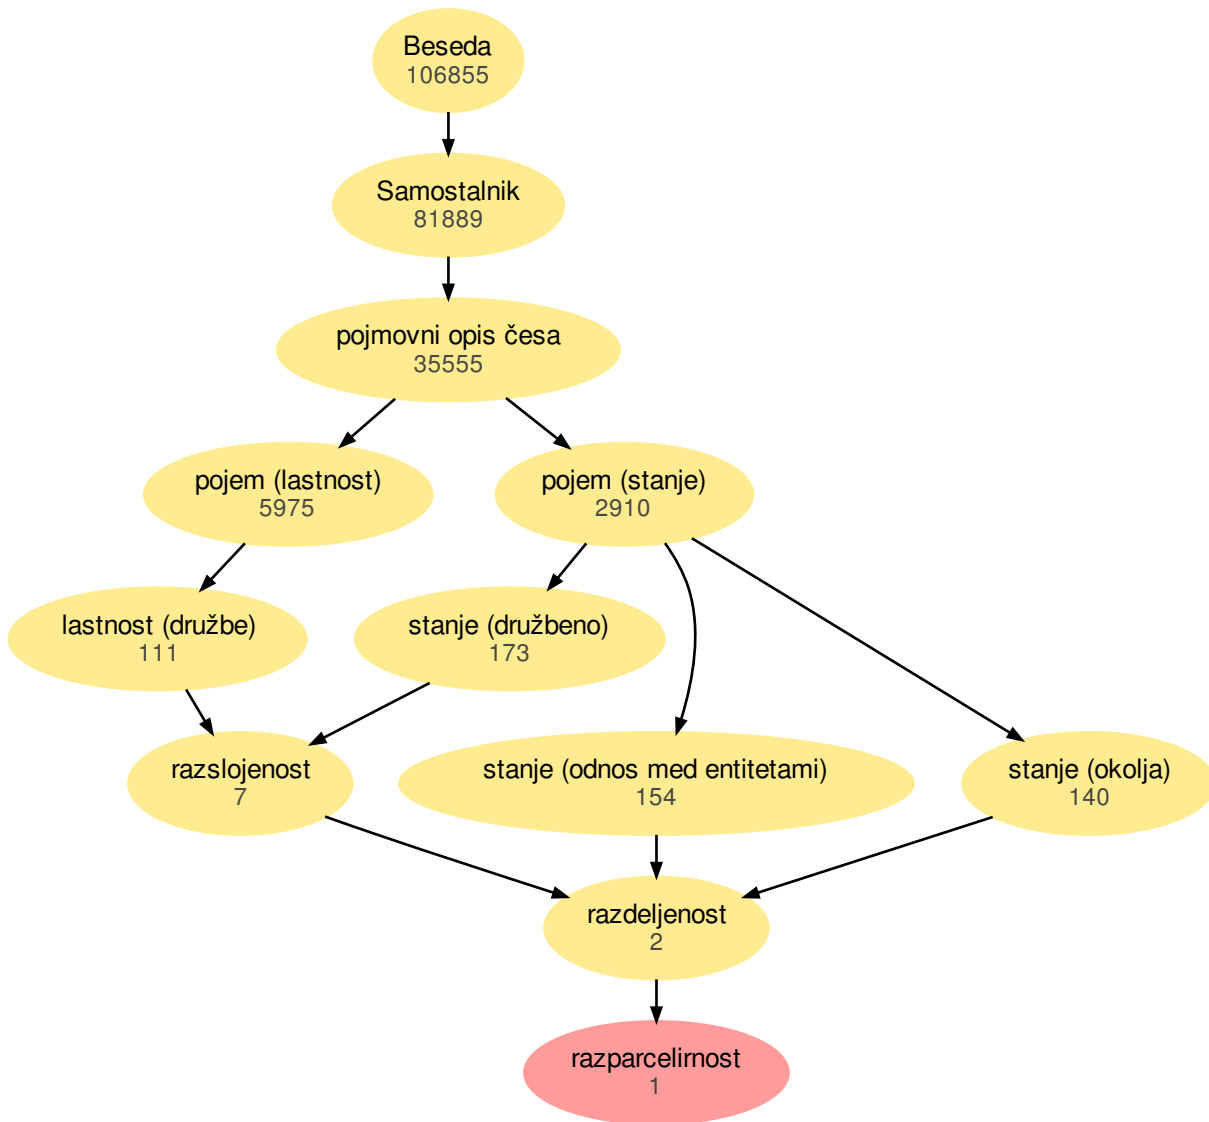 Beseda
106855
Samostalnik
81889
pojmovni opis česa
35555
pojem (lastnost)
5975
pojem (stanje)
2910
lastnost (družbe)
111
stanje (družbeno)
173
razslojenost
7
stanje (odnos med entitetami)
154
stanje (okolja)
140
razdeljenost
2
razparcelirnost
1